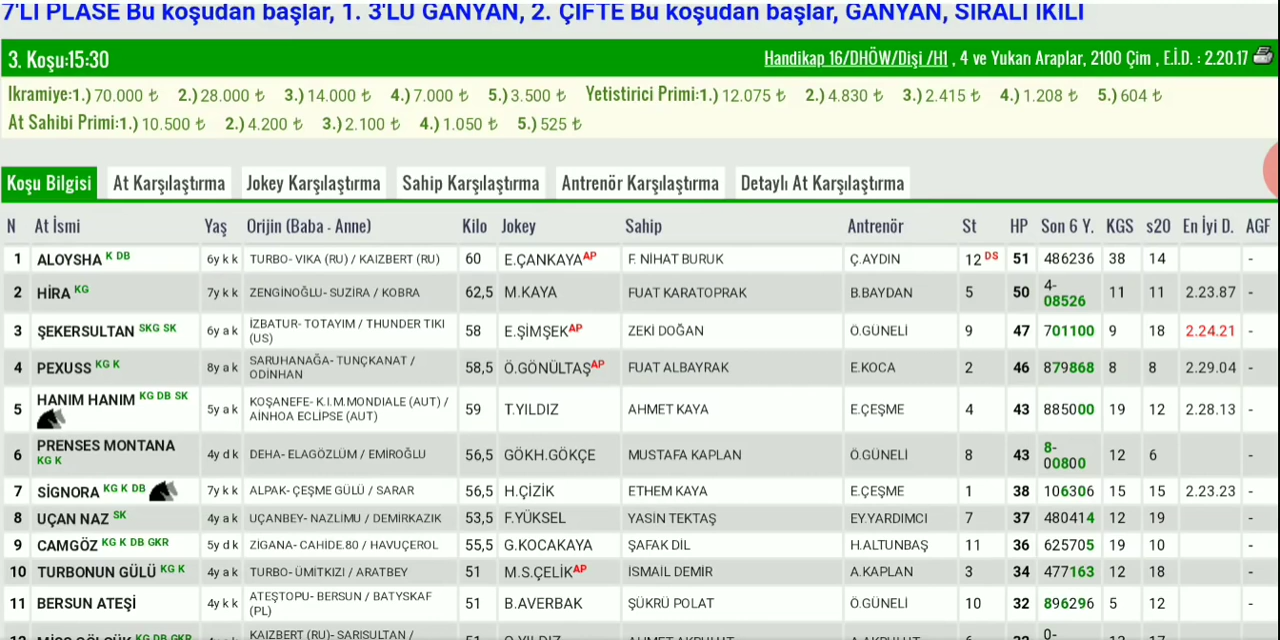 7'Lİ PLASE Bu koşudan başlar, 1. 3'LÜ GANYAN, 2. ÇİFTE Bu koşudan başlar, GANYAN, SIRALI İKİLİ
3. Koşu:15:30 Handikap 16/DHÖW/Dişi /H1 , 4 ve Yukarı Araplar, 2100 Çim , E.İ.D. : 2.20.17
Ikramiye:1.) 70.000 ₺ 2.) 28.000 ₺ 3.) 14.000 ₺ 4.) 7.000 ₺ 5.) 3.500 ₺ Yetistirici Primi:1.) 12.075 ₺ 2.) 4.830 ₺ 3.) 2.415 ₺ 4.) 1.208 ₺ 5.) 604 ₺
At Sahibi Primi:1.) 10.500 ₺ 2.) 4.200 ₺ 3.) 2.100 ₺ 4.) 1.050 ₺ 5.) 525 ₺
Koşu Bilgisi At Karşılaştırma Jokey Karşılaştırma Sahip Karşılaştırma Antrenör Karşılaştırma Detaylı At Karşılaştırma
N At İsmi Yaş Orijin (Baba - Anne) Kilo Jokey Sahip Antrenör St HP Son 6 Y. KGS s20 En İyi D. AGF
1 ALOYSHA K DB 6y k k TURBO- VIKA (RU) / KAIZBERT (RU) 60 E.ÇANKAYA AP F. NİHAT BURUK Ç.AYDIN 12 DS 51 486236 38 14 -
2 HİRA KG 7y k k ZENGİNOĞLU- SUZİRA / KOBRA 62,5 M.KAYA FUAT KARATOPRAK B.BAYDAN 5 50 4-08526 11 11 2.23.87 -
3 ŞEKERSULTAN SKG SK 6y a k İZBATUR- TOTAYIM / THUNDER TIKI (US) 58 E.ŞİMŞEK AP ZEKİ DOĞAN Ö.GÜNELİ 9 47 701100 9 18 2.24.21 -
4 PEXUSS KG K 8y a k SARUHANAĞA- TUNÇKANAT / ODİNHAN 58,5 Ö.GÖNÜLTAŞ AP FUAT ALBAYRAK E.KOCA 2 46 879868 8 8 2.29.04 -
5 HANIM HANIM KG DB SK 5y a k KOŞANEFE- K.I.M.MONDIALE (AUT) / AİNHOA ECLIPSE (AUT) 59 T.YILDIZ AHMET KAYA E.ÇEŞME 4 43 885000 19 12 2.28.13 -
6 PRENSES MONTANA KG K 4y d k DEHA- ELAGÖZLÜM / EMİROĞLU 56,5 GÖKH.GÖKÇE MUSTAFA KAPLAN Ö.GÜNELİ 8 43 8-00800 12 6 -
7 SİGNORA KG K DB 7y k k ALPAK- ÇEŞME GÜLÜ / SARAR 56,5 H.ÇİZİK ETHEM KAYA E.ÇEŞME 1 38 106306 15 15 2.23.23 -
8 UÇAN NAZ SK 4y a k UÇANBEY- NAZLİMU / DEMİRKAZIK 53,5 F.YÜKSEL YASİN TEKTAŞ EY.YARDIMCI 7 37 480414 12 19 -
9 CAMGÖZ KG K DB GKR 5y d k ZİGANA- CAHİDE.80 / HAVUÇEROL 55,5 G.KOCAKAYA ŞAFAK DİL H.ALTUNBAŞ 11 36 625705 19 10 -
10 TURBONUN GÜLÜ KG K 4y a k TURBO- ÜMİTKIZI / ARATBEY 51 M.S.ÇELİK AP İSMAİL DEMİR A.KAPLAN 3 34 477163 12 18 -
11 BERSUN ATEŞİ 4y k k ATEŞTOPU- BERSUN / BATYSKAF (PL) 51 B.AVERBAK ŞÜKRÜ POLAT Ö.GÜNELİ 10 32 896296 5 12 -
KG DB GKR KAIZBERT (RU)- SARISULTAN / 0-